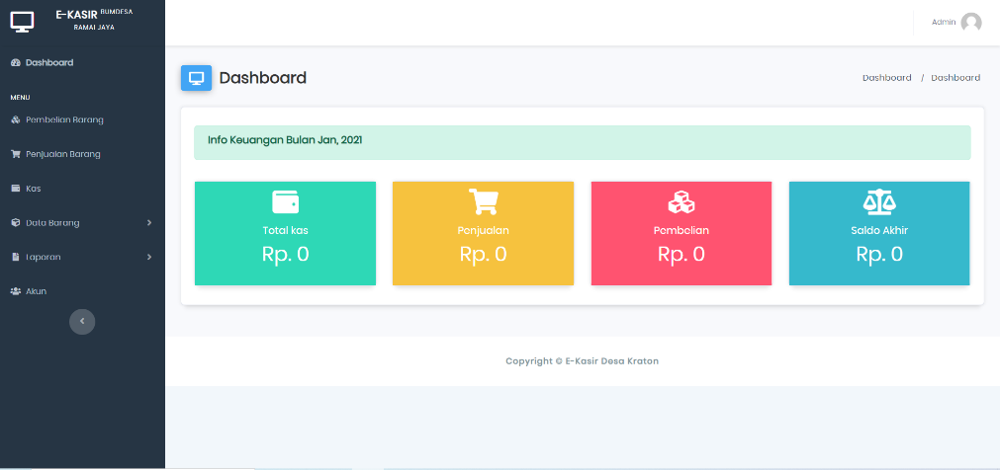 E-KASIR BUMDESA
RAMAI JAYA
Admin
Dashboard
MENU
Pembelian Barang
Penjualan Barang
Kas
Data Barang
Laporan
Akun
Dashboard
Dashboard / Dashboard
Info Keuangan Bulan Jan, 2021
Total kas
Rp. 0
Penjualan
Rp. 0
Pembelian
Rp. 0
Saldo Akhir
Rp. 0
Copyright © E-Kasir Desa Kraton